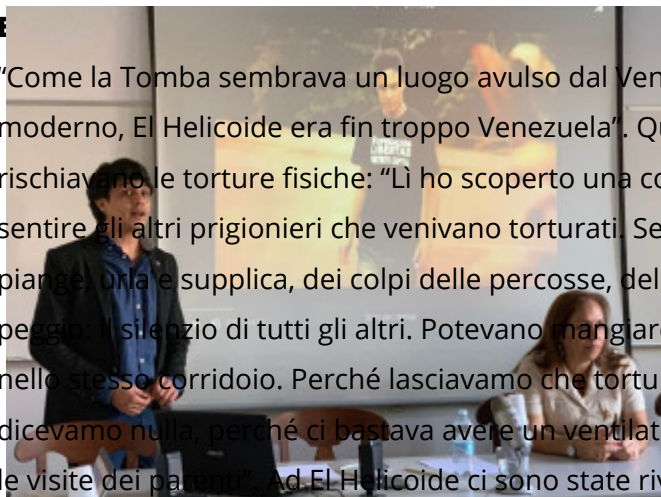 “Come la Tomba sembrava un luogo avulso dal Ven
moderno, El Helicoide era fin troppo Venezuela”. Qu
rischiavano le torture fisiche: “Lì ho scoperto una co
sentire gli altri prigionieri che venivano torturati. Se
piange, urla e supplica, dei colpi delle percosse, del
peggio: il silenzio di tutti gli altri. Potevano mangiare
nello stesso corridoio. Perché lasciavamo che tortu
dicevamo nulla, perché ci bastava avere un ventilat
le visite dei parenti”. Ad El Helicoide ci sono state riv